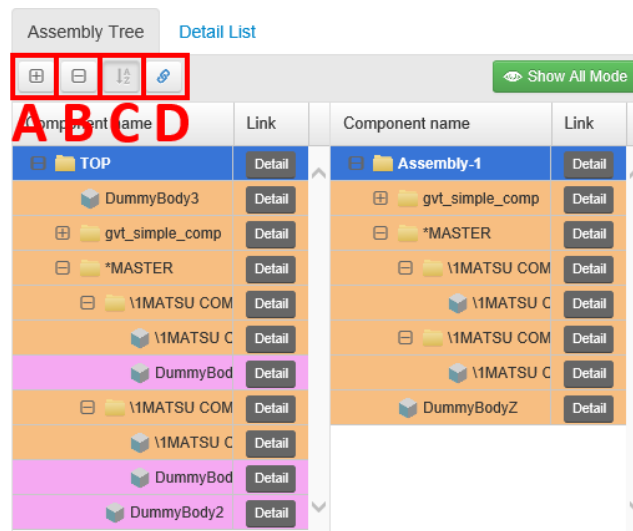 Assembly Tree
Detail List
Show All Mode
A B C D
Component name
Link
Component name
Link
TOP
Detail
Assembly-1
Detail
DummyBody3
Detail
gvt_simple_comp
Detail
gvt_simple_comp
Detail
*MASTER
Detail
*MASTER
Detail
\1MATSU COM
Detail
\1MATSU COM
Detail
\1MATSU C
Detail
\1MATSU C
Detail
\1MATSU COM
Detail
DummyBod
Detail
\1MATSU C
Detail
\1MATSU COM
Detail
DummyBodyZ
Detail
\1MATSU C
Detail
DummyBod
Detail
DummyBody2
Detail